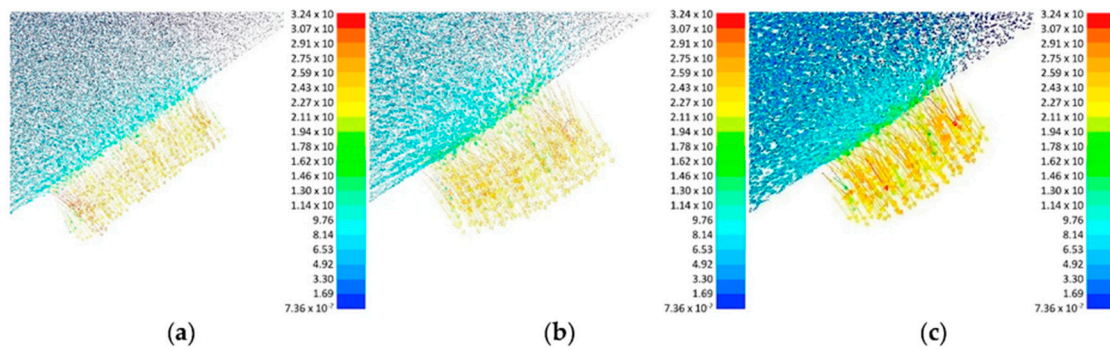 3.24 x 10
3.07 x 10
2.91 x 10
2.75 x 10
2.59 x 10
2.43 x 10
2.27 x 10
2.11 x 10
1.94 x 10
1.78 x 10
1.62 x 10
1.46 x 10
1.30 x 10
1.14 x 10
9.76
8.14
6.53
4.92
3.30
1.69
7.36 x 10⁻⁷
(a)
3.24 x 10
3.07 x 10
2.91 x 10
2.75 x 10
2.59 x 10
2.43 x 10
2.27 x 10
2.11 x 10
1.94 x 10
1.78 x 10
1.62 x 10
1.46 x 10
1.30 x 10
1.14 x 10
9.76
8.14
6.53
4.92
3.30
1.69
7.36 x 10⁻⁷
(b)
3.24 x 10
3.07 x 10
2.91 x 10
2.75 x 10
2.59 x 10
2.43 x 10
2.27 x 10
2.11 x 10
1.94 x 10
1.78 x 10
1.62 x 10
1.46 x 10
1.30 x 10
1.14 x 10
9.76
8.14
6.53
4.92
3.30
1.69
7.36 x 10⁻⁷
(c)